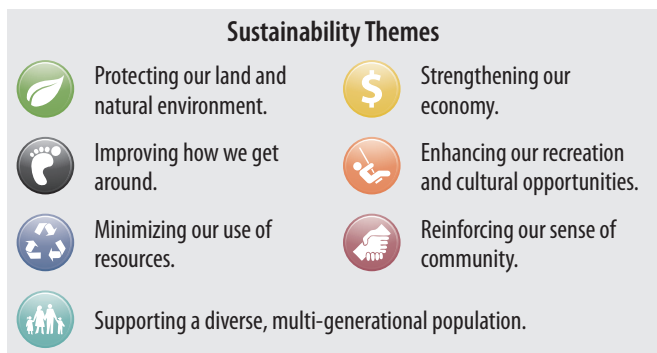 Sustainability Themes
Protecting our land and
natural environment.
$
Strengthening our
economy.
Improving how we get
around.
Enhancing our recreation
and cultural opportunities.
Minimizing our use of
resources.
Reinforcing our sense of
community.
Supporting a diverse, multi-generational population.